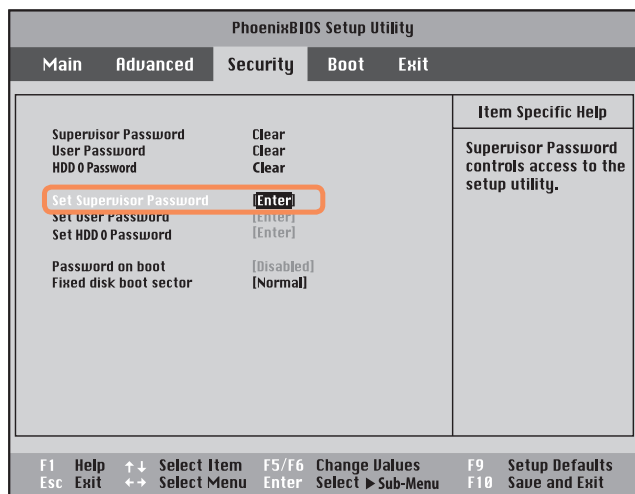 PhoenixBIOS Setup Utility
Main Advanced Security Boot Exit
Supervisor Password Clear
User Password Clear
HDD 0 Password Clear
Set Supervisor Password [Enter]
Set User Password [Enter]
Set HDD 0 Password [Enter]
Password on boot [Disabled]
Fixed disk boot sector [Normal]
Item Specific Help
Supervisor Password
controls access to the
setup utility.
F1 Help ↑↓ Select Item F5/F6 Change Values F9 Setup Defaults
Esc Exit ←→ Select Menu Enter Select ▶ Sub-Menu F10 Save and Exit